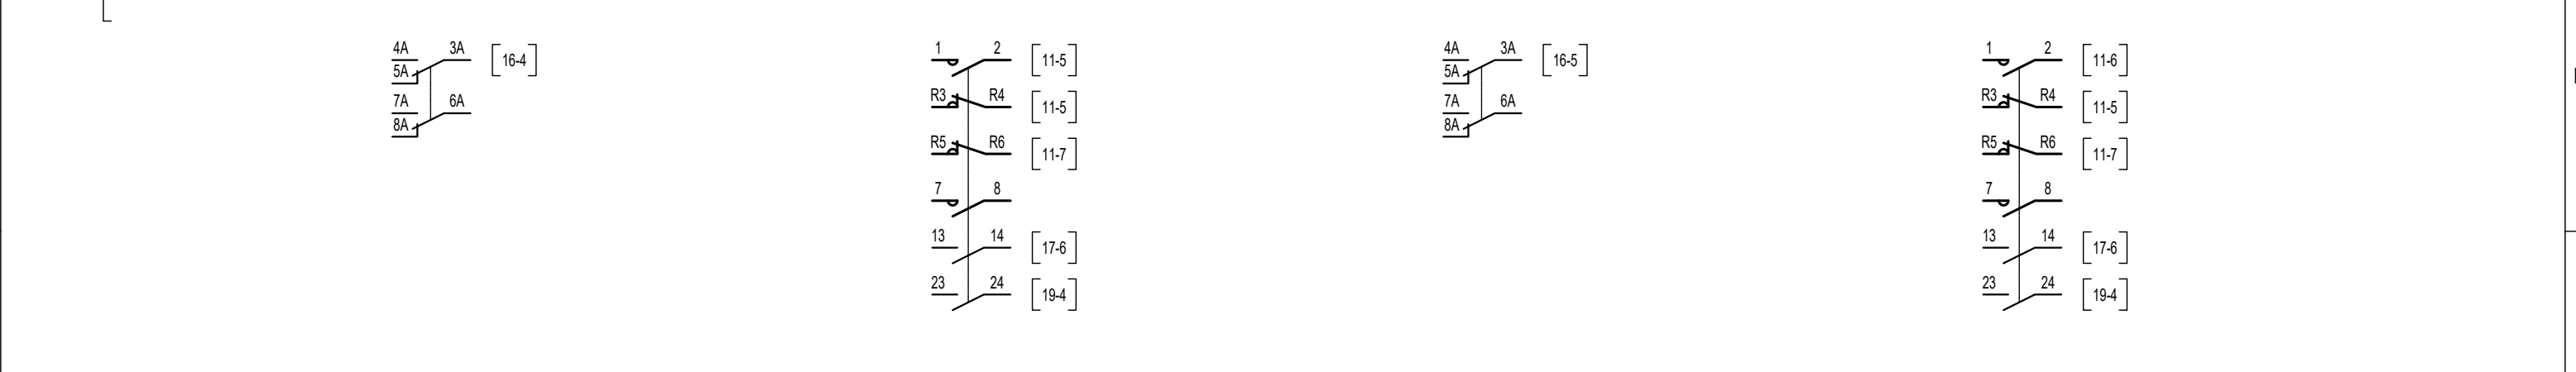 4A 3A [16-4]
5A
7A 6A
8A
1 2 [11-5]
R3 R4 [11-5]
R5 R6 [11-7]
7 8
13 14 [17-6]
23 24 [19-4]
4A 3A [16-5]
5A
7A 6A
8A
1 2 [11-6]
R3 R4 [11-5]
R5 R6 [11-7]
7 8
13 14 [17-6]
23 24 [19-4]